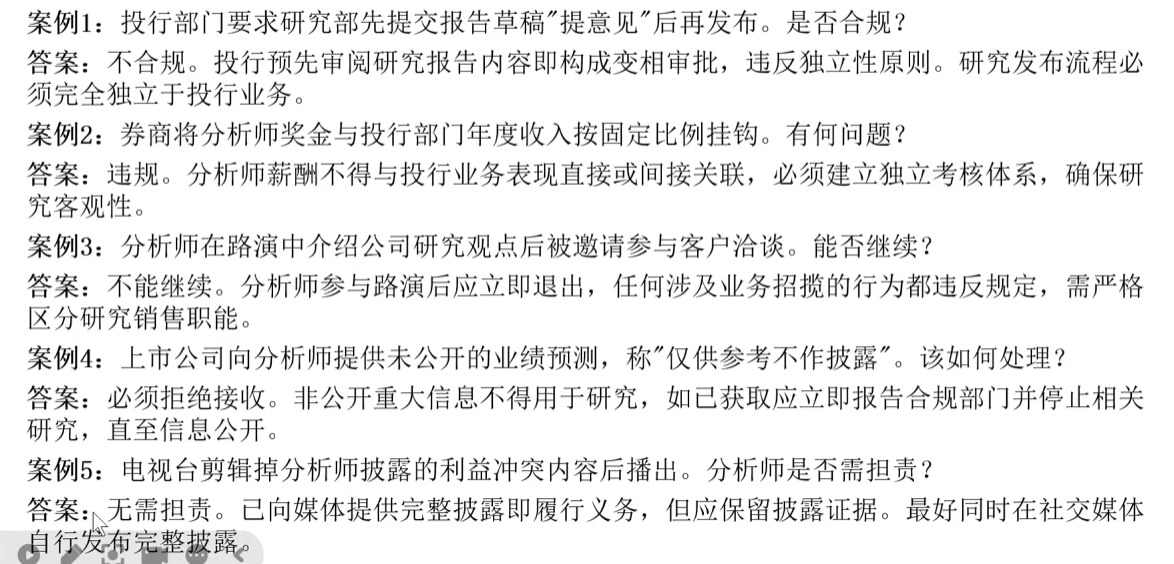 案例1：投行部门要求研究部先提交报告草稿"提意见"后再发布。是否合规？
答案：不合规。投行预先审阅研究报告内容即构成变相审批，违反独立性原则。研究发布流程必
须完全独立于投行业务。
案例2：券商将分析师奖金与投行部门年度收入按固定比例挂钩。有何问题？
答案：违规。分析师薪酬不得与投行业务表现直接或间接关联，必须建立独立考核体系，确保研
究客观性。
案例3：分析师在路演中介绍公司研究观点后被邀请参与客户洽谈。能否继续？
答案：不能继续。分析师参与路演后应立即退出，任何涉及业务招揽的行为都违反规定，需严格
区分研究销售职能。
案例4：上市公司向分析师提供未公开的业绩预测，称"仅供参考不作披露"。该如何处理？
答案：必须拒绝接收。非公开重大信息不得用于研究，如已获取应立即报告合规部门并停止相关
研究，直至信息公开。
案例5：电视台剪辑掉分析师披露的利益冲突内容后播出。分析师是否需担责？
答案：无需担责。已向媒体提供完整披露即履行义务，但应保留披露证据。最好同时在社交媒体
自行发布完整披露。